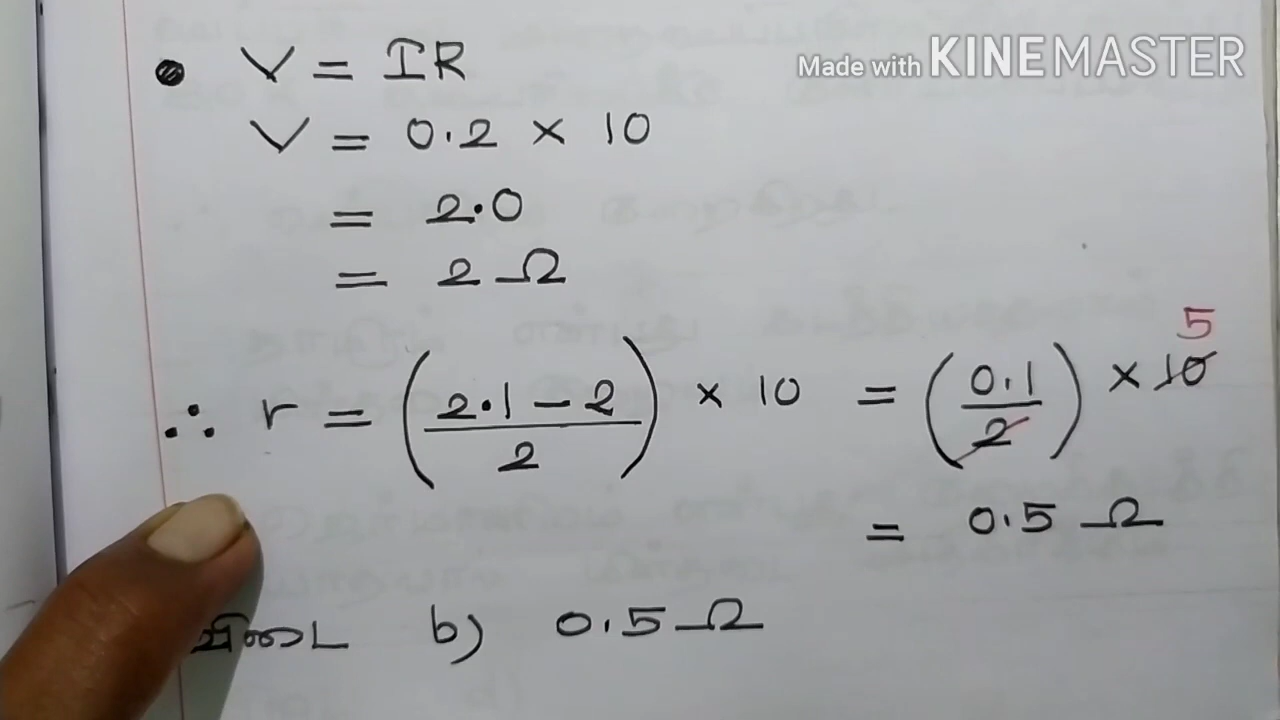 Made with KINEMASTER
V = IR
V = 0.2 × 10
= 2.0
= 2 Ω
∴ r = (2.1 − 2 / 2) × 10 = (0.1 / 2) × 10 5
= 0.5 Ω
b) 0.5 Ω